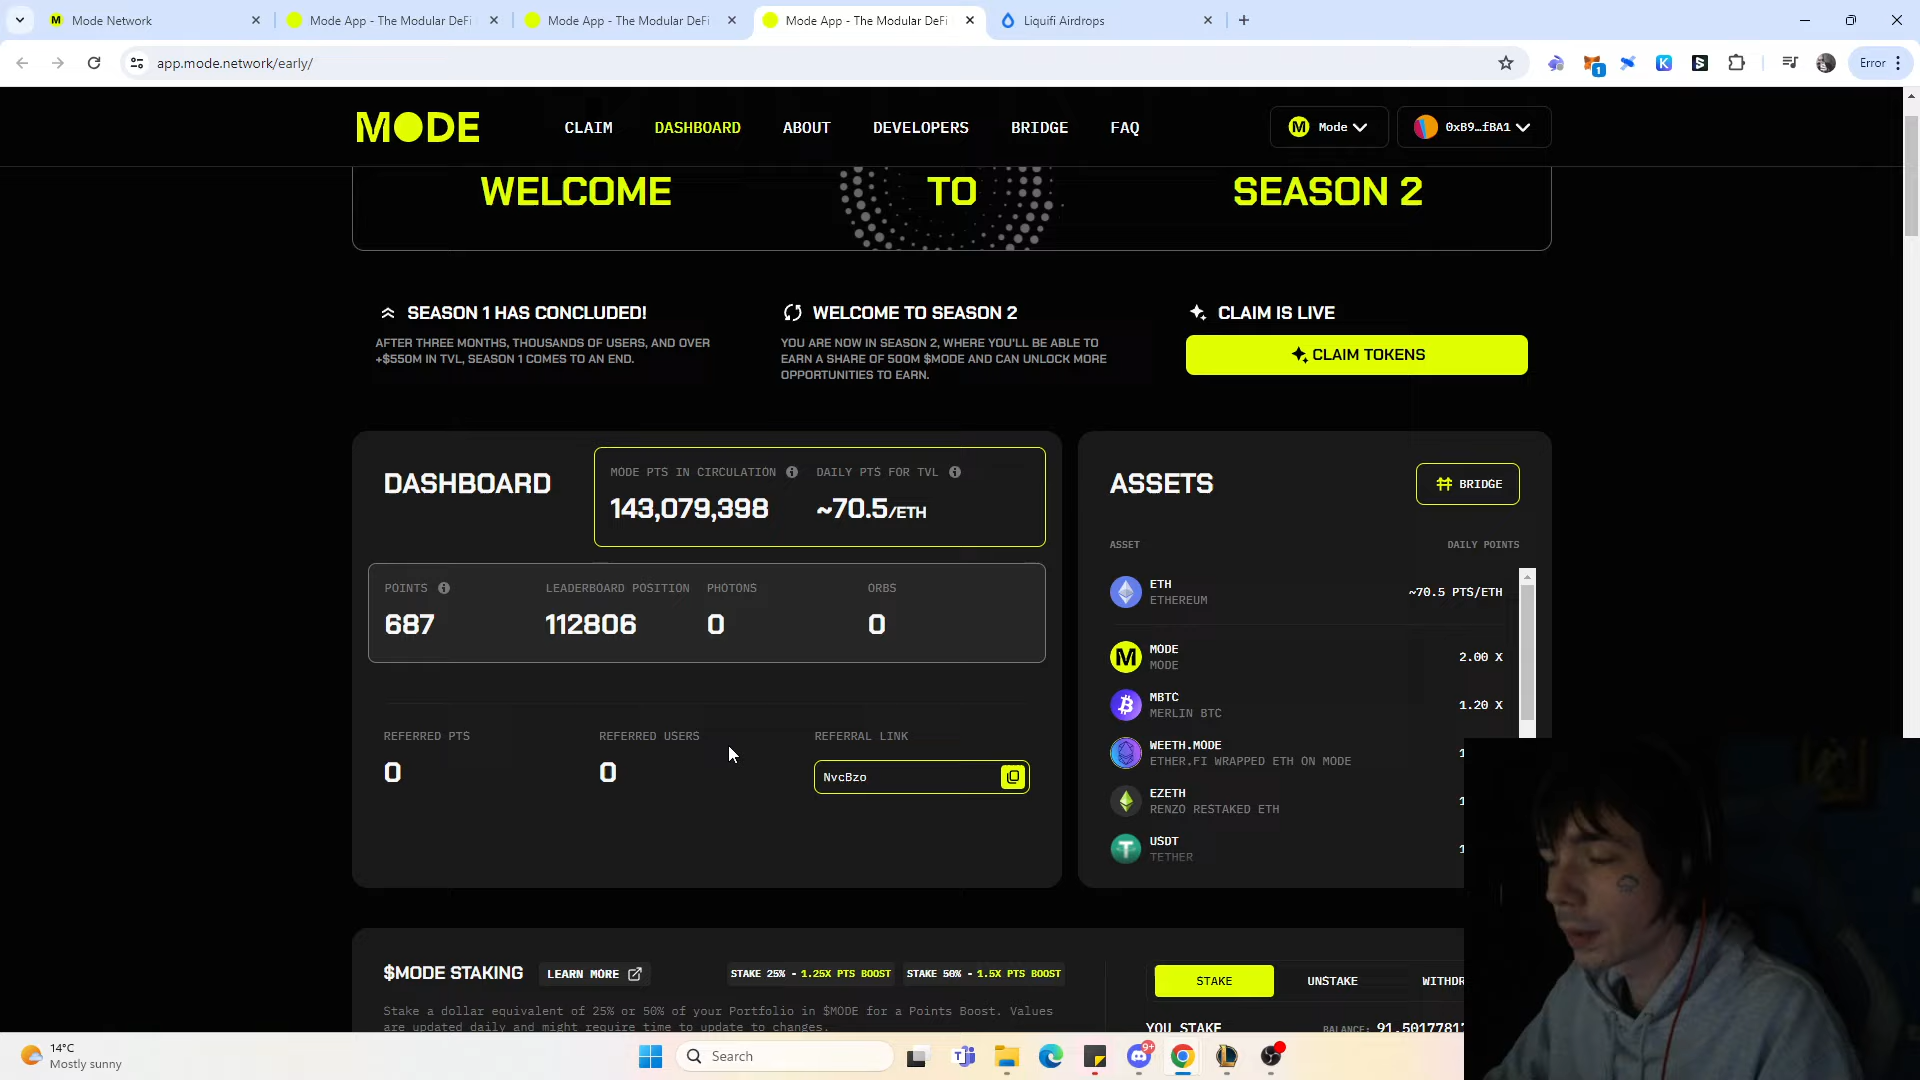 Mode Network
Mode App - The Modular DeFi
Mode App - The Modular DeFi
Mode App - The Modular DeFi
Liquifi Airdrops
app.mode.network/early/
1
Error
MODE
CLAIM
DASHBOARD
ABOUT
DEVELOPERS
BRIDGE
FAQ
Mode
0xB9…fBA1
WELCOME TO SEASON 2
SEASON 1 HAS CONCLUDED!
AFTER THREE MONTHS, THOUSANDS OF USERS, AND OVER
+$550M IN TVL, SEASON 1 COMES TO AN END.
WELCOME TO SEASON 2
YOU ARE NOW IN SEASON 2, WHERE YOU'LL BE ABLE TO
EARN A SHARE OF 500M $MODE AND CAN UNLOCK MORE
OPPORTUNITIES TO EARN.
CLAIM IS LIVE
CLAIM TOKENS
DASHBOARD
MODE PTS IN CIRCULATION
143,079,398
DAILY PTS FOR TVL
~70.5/ETH
POINTS
687
LEADERBOARD POSITION
112806
PHOTONS
0
ORBS
0
REFERRED PTS
0
REFERRED USERS
0
REFERRAL LINK
NvcBzo
ASSETS
BRIDGE
ASSET
DAILY POINTS
ETH
ETHEREUM
~70.5 PTS/ETH
MODE
MODE
2.00 X
MBTC
MERLIN BTC
1.20 X
WEETH.MODE
ETHER.FI WRAPPED ETH ON MODE
1
EZETH
RENZO RESTAKED ETH
1
USDT
TETHER
1
$MODE STAKING
LEARN MORE
STAKE 25% - 1.25X PTS BOOST
STAKE 50% - 1.5X PTS BOOST
Stake a dollar equivalent of 25% or 50% of your Portfolio in $MODE for a Points Boost. Values
are updated daily and might require time to update to changes.
STAKE
UNSTAKE
WITHDR
YOU STAKE
BALANCE: 91.5017781
14°C
Mostly sunny
Search
9+